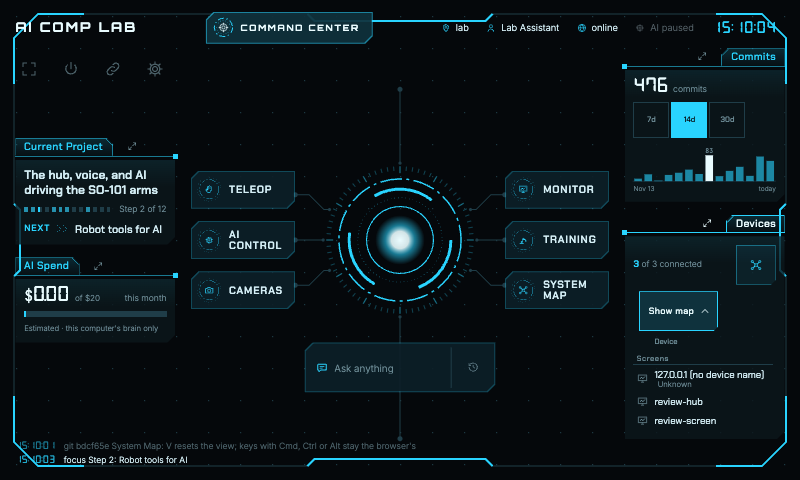 AI COMP LAB
COMMAND CENTER
lab
Lab Assistant
online
AI paused
15:10:04
Commits
476 commits
7d
14d
30d
83
Nov 13
today
Current Project
The hub, voice, and AI
driving the SO-101 arms
Step 2 of 12
NEXT
Robot tools for AI
AI Spend
$0.00 of $20
this month
Estimated · this computer's brain only
TELEOP
AI
CONTROL
CAMERAS
MONITOR
TRAINING
SYSTEM
MAP
Ask anything
Devices
3 of 3 connected
Show map
Device
Screens
127.0.0.1 (no device name)
Unknown
review-hub
review-screen
15:10:01 git bdcf65e System Map: V resets the view; keys with Cmd, Ctrl or Alt stay the browser's
15:10:03 focus Step 2: Robot tools for AI